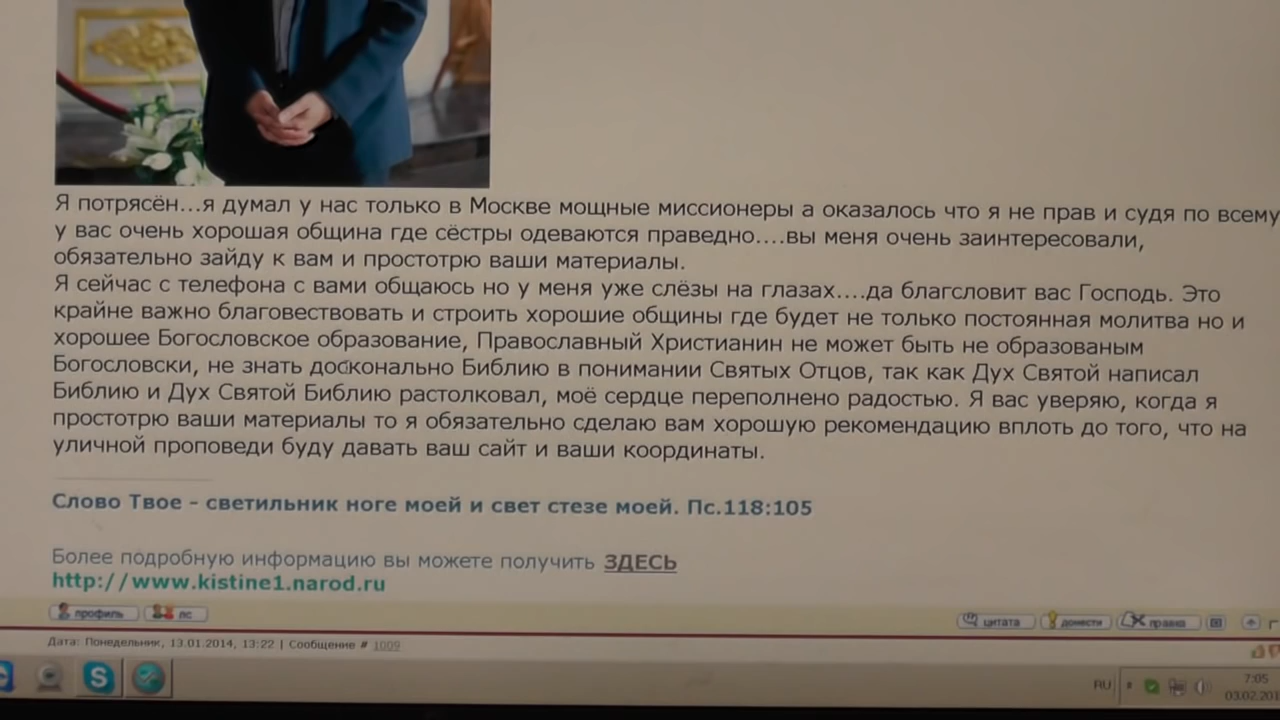 Я потрясён...я думал у нас только в Москве мощные миссионеры а оказалось что я не прав и судя по всему
у вас очень хорошая община где сёстры одеваются праведно....вы меня очень заинтересовали,
обязательно зайду к вам и простотрю ваши материалы.
Я сейчас с телефона с вами общаюсь но у меня уже слёзы на глазах....да благсловит вас Господь. Это
крайне важно благовествовать и строить хорошие общины где будет не только постоянная молитва но и
хорошее Богословское образование, Православный Христианин не может быть не образованым
Богословски, не знать досконально Библию в понимании Святых Отцов, так как Дух Святой написал
Библию и Дух Святой Библию растолковал, моё сердце переполнено радостью. Я вас уверяю, когда я
простотрю ваши материалы то я обязательно сделаю вам хорошую рекомендацию вплоть до того, что на
уличной проповеди буду давать ваш сайт и ваши координаты.
Слово Твое - светильник ноге моей и свет стезе моей. Пс.118:105
Более подробную информацию вы можете получить ЗДЕСЬ
http://www.kistine1.narod.ru
профиль лс цитата донести правка
Дата: Понедельник, 13.01.2014, 13:22 | Сообщение # 1009
RU 7:05
03.02.201